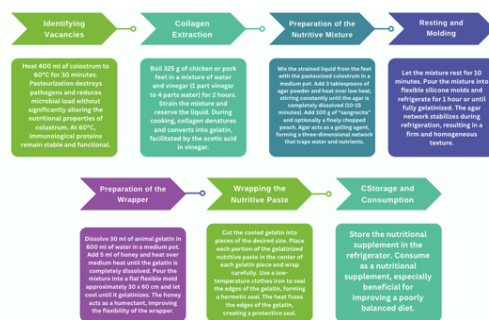 Identifying
Vacancies
Collagen
Extraction
Preparation of the
Nutritive Mixture
Resting and
Molding
Heat 400 ml of colostrum to
60°C for 30 minutes.
Pasteurization destroys
pathogens and reduces
microbial load without
significantly altering the
nutritional properties of
colostrum. At 60°C,
immunological proteins
remain stable and functional.
Boil 325 g of chicken or pork
feet in a mixture of water
and vinegar (1 part vinegar
to 4 parts water) for 2 hours.
Strain the mixture and
reserve the liquid. During
cooking, collagen denatures
and converts into gelatin,
facilitated by the acetic acid
in vinegar.
Mix the strained liquid from the feet
with the pasteurized colostrum in a
medium pot. Add 3 tablespoons of
agar powder and heat over low heat,
stirring constantly until the agar is
completely dissolved (10-15
minutes). Add 100 g of "sangrecita"
and optionally a finely chopped
peach. Agar acts as a gelling agent,
forming a three-dimensional network
that traps water and nutrients.
Let the mixture rest for 10
minutes. Pour the mixture into
flexible silicone molds and
refrigerate for 1 hour or until
fully gelatinized. The agar
network stabilizes during
refrigeration, resulting in a
firm and homogeneous
texture.
Preparation of the
Wrapper
Wrapping the
Nutritive Paste
CStorage and
Consumption
Dissolve 30 ml of animal gelatin in
600 ml of water in a medium pot.
Add 5 ml of honey and heat over
medium heat until the gelatin is
completely dissolved. Pour the
mixture into a flat flexible mold
approximately 30 x 60 cm and let
cool until it gelatinizes. The honey
acts as a humectant, improving
the flexibility of the wrapper.
Cut the cooled gelatin into
pieces of the desired size. Place
each portion of the gelatinized
nutritive paste in the center of
each gelatin piece and wrap
carefully. Use a low-
temperature clothes iron to seal
the edges of the gelatin, forming
a hermetic seal. The heat fuses
the edges of the gelatin,
creating a protective seal.
Store the nutritional
supplement in the
refrigerator. Consume
as a nutritional
supplement, especially
beneficial for
improving a poorly
balanced diet.